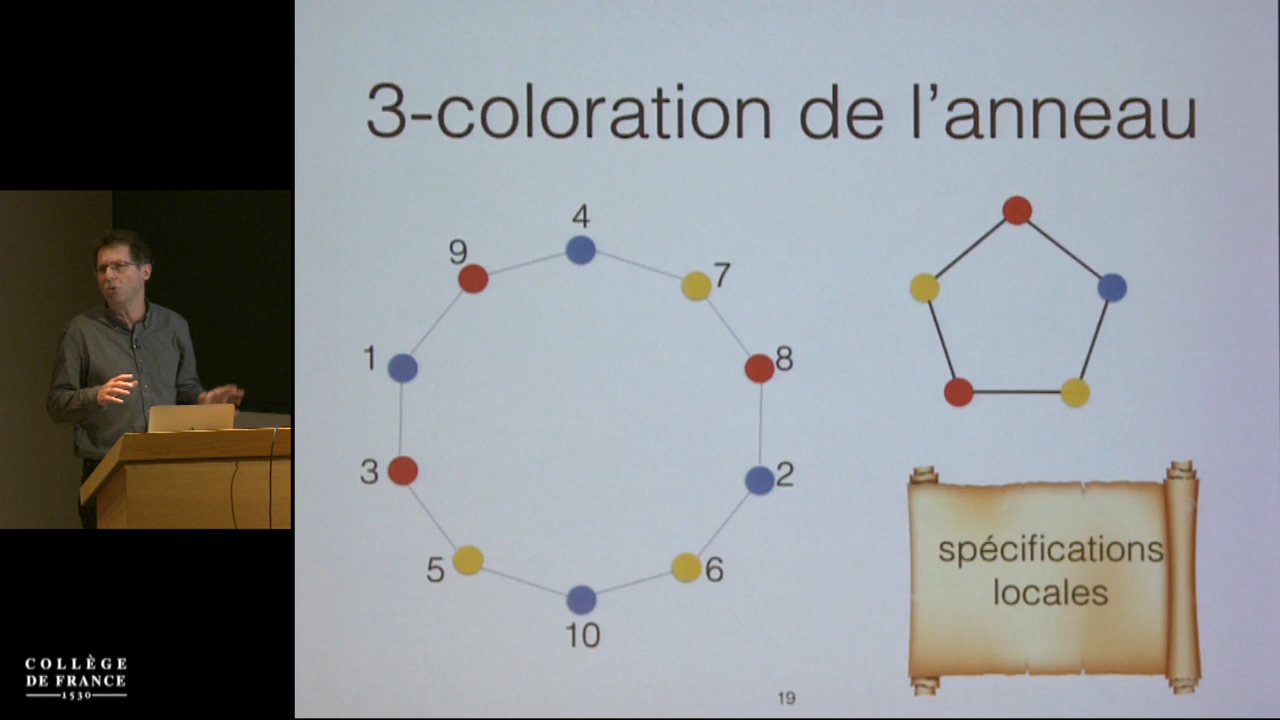 3-coloration de l'anneau
4
9
7
1
8
3
2
5
6
10
spécifications
locales
19
COLLÈGE
DE FRANCE
1530